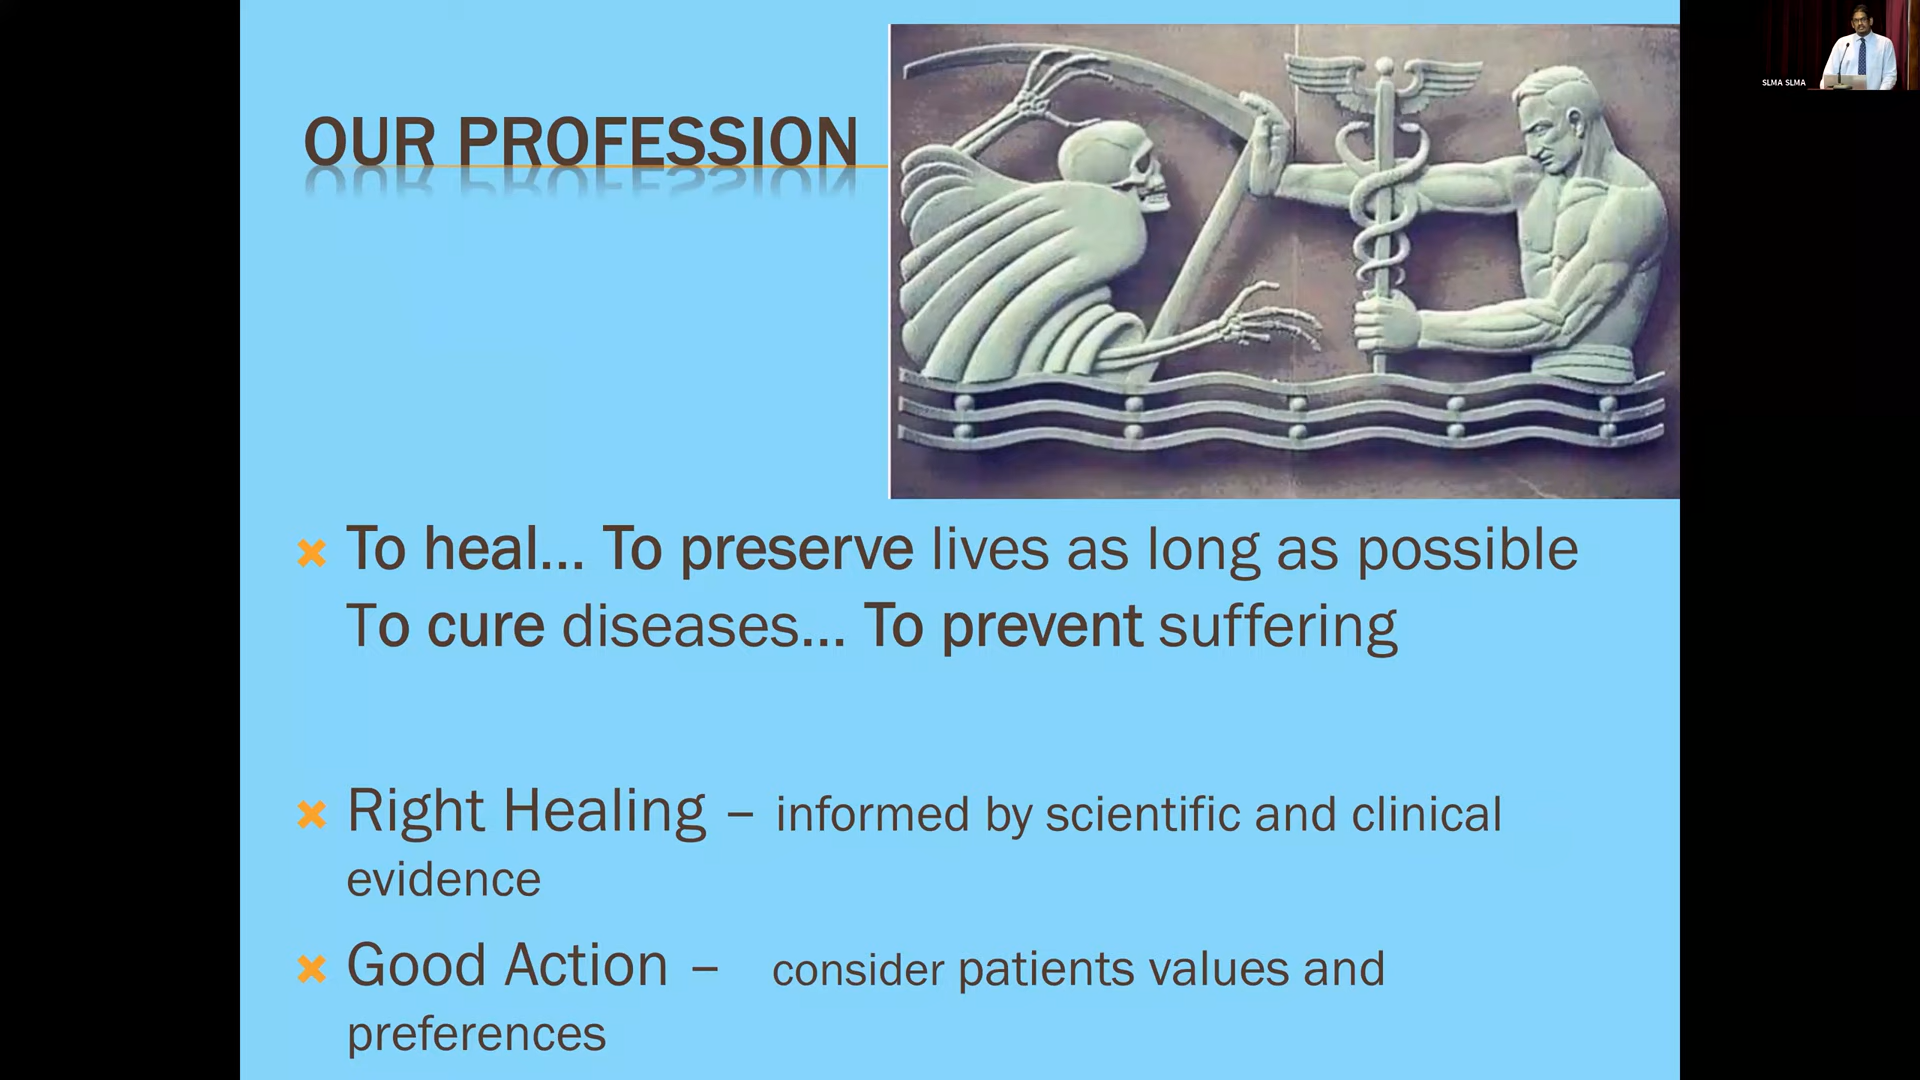 SLMA SLMA
OUR PROFESSION
To heal... To preserve lives as long as possible
To cure diseases... To prevent suffering
Right Healing – informed by scientific and clinical
evidence
Good Action – consider patients values and
preferences